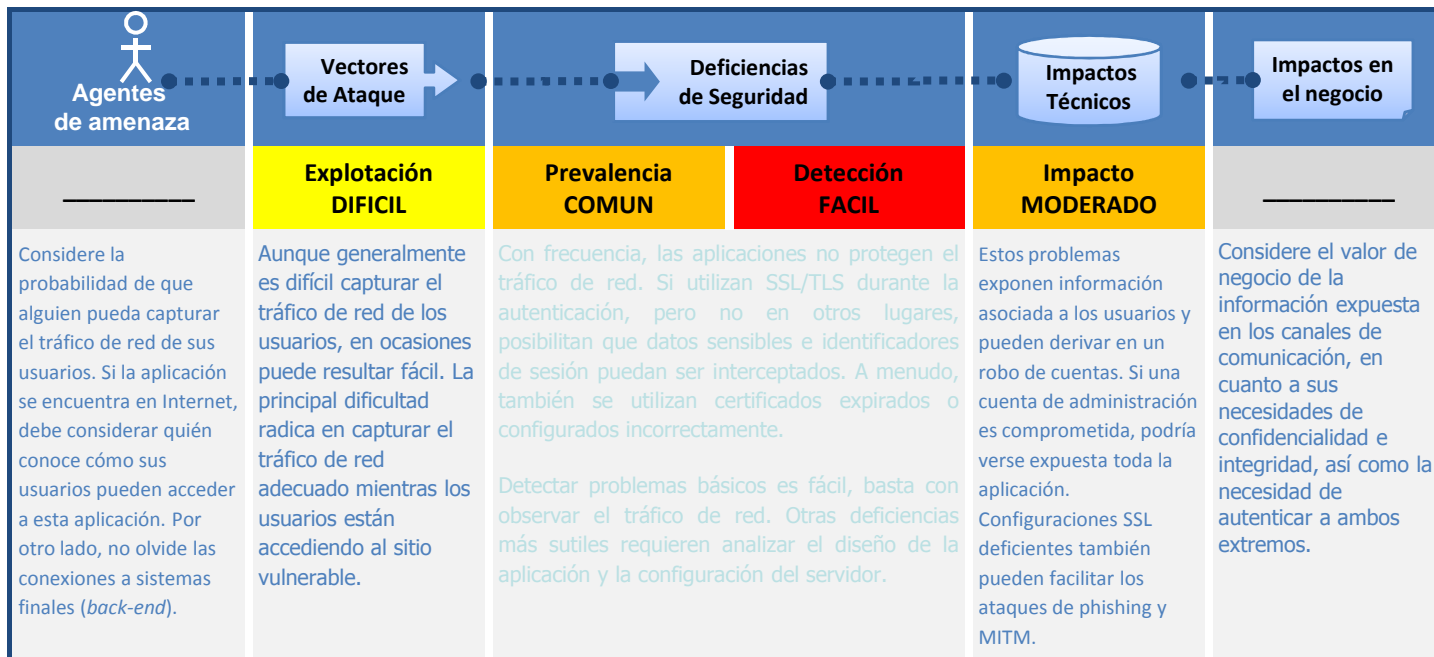 Agentes
de amenaza
Vectores
de Ataque
Deficiencias
de Seguridad
Impactos
Técnicos
Impactos en
el negocio
__________
Explotación
DIFICIL
Prevalencia
COMUN
Detección
FACIL
Impacto
MODERADO
__________
Considere la
probabilidad de que
alguien pueda capturar
el tráfico de red de sus
usuarios. Si la aplicación
se encuentra en Internet,
debe considerar quién
conoce cómo sus
usuarios pueden acceder
a esta aplicación. Por
otro lado, no olvide las
conexiones a sistemas
finales (back-end).
Aunque generalmente
es difícil capturar el
tráfico de red de los
usuarios, en ocasiones
puede resultar fácil. La
principal dificultad
radica en capturar el
tráfico de red
adecuado mientras los
usuarios están
accediendo al sitio
vulnerable.
Con frecuencia, las aplicaciones no protegen el
tráfico de red. Si utilizan SSL/TLS durante la
autenticación, pero no en otros lugares,
posibilitan que datos sensibles e identificadores
de sesión puedan ser interceptados. A menudo,
también se utilizan certificados expirados o
configurados incorrectamente.
Detectar problemas básicos es fácil, basta con
observar el tráfico de red. Otras deficiencias
más sutiles requieren analizar el diseño de la
aplicación y la configuración del servidor.
Estos problemas
exponen información
asociada a los usuarios y
pueden derivar en un
robo de cuentas. Si una
cuenta de administración
es comprometida, podría
verse expuesta toda la
aplicación.
Configuraciones SSL
deficientes también
pueden facilitar los
ataques de phishing y
MITM.
Considere el valor de
negocio de la
información expuesta
en los canales de
comunicación, en
cuanto a sus
necesidades de
confidencialidad e
integridad, así como la
necesidad de
autenticar a ambos
extremos.